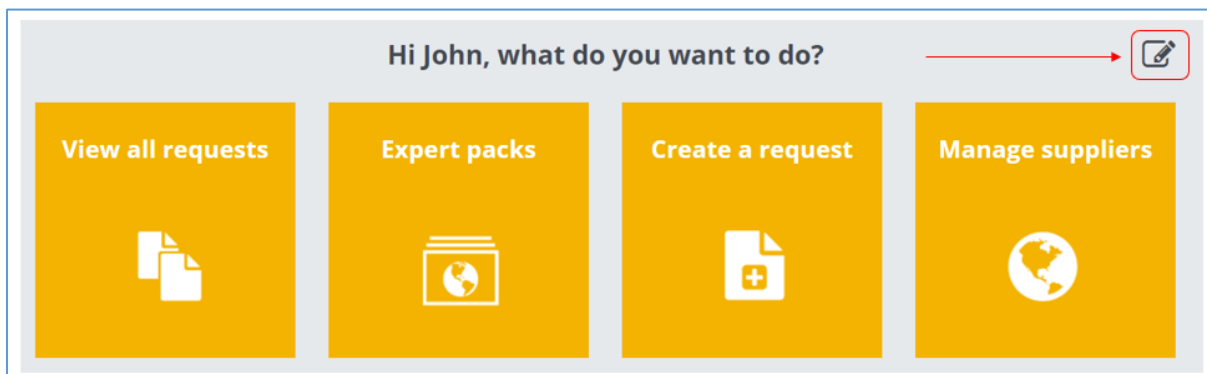 Hi John, what do you want to do?
View all requests
Expert packs
Create a request
Manage suppliers